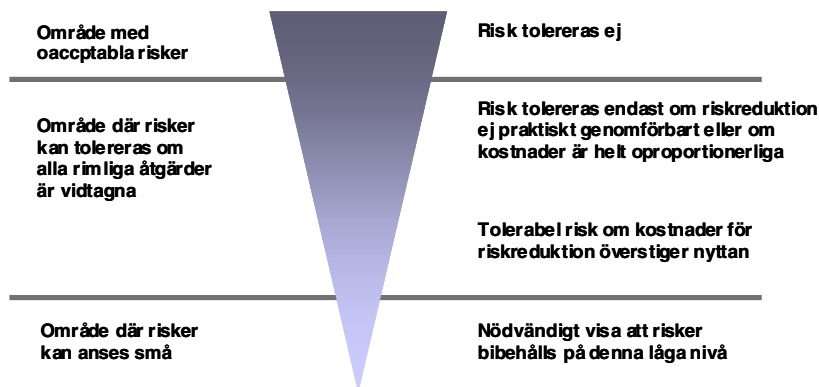 Område med
oaccptabla risker
Risk tolereras ej
Område där risker
kan tolereras om
alla rimliga åtgärder
är vidtagna
Risk tolereras endast om riskreduktion
ej praktiskt genomförbart eller om
kostnader är helt oproportionerliga
Tolerabel risk om kostnader för
riskreduktion överstiger nyttan
Område där risker
kan anses små
Nödvändigt visa att risker
bibehålls på denna låga nivå